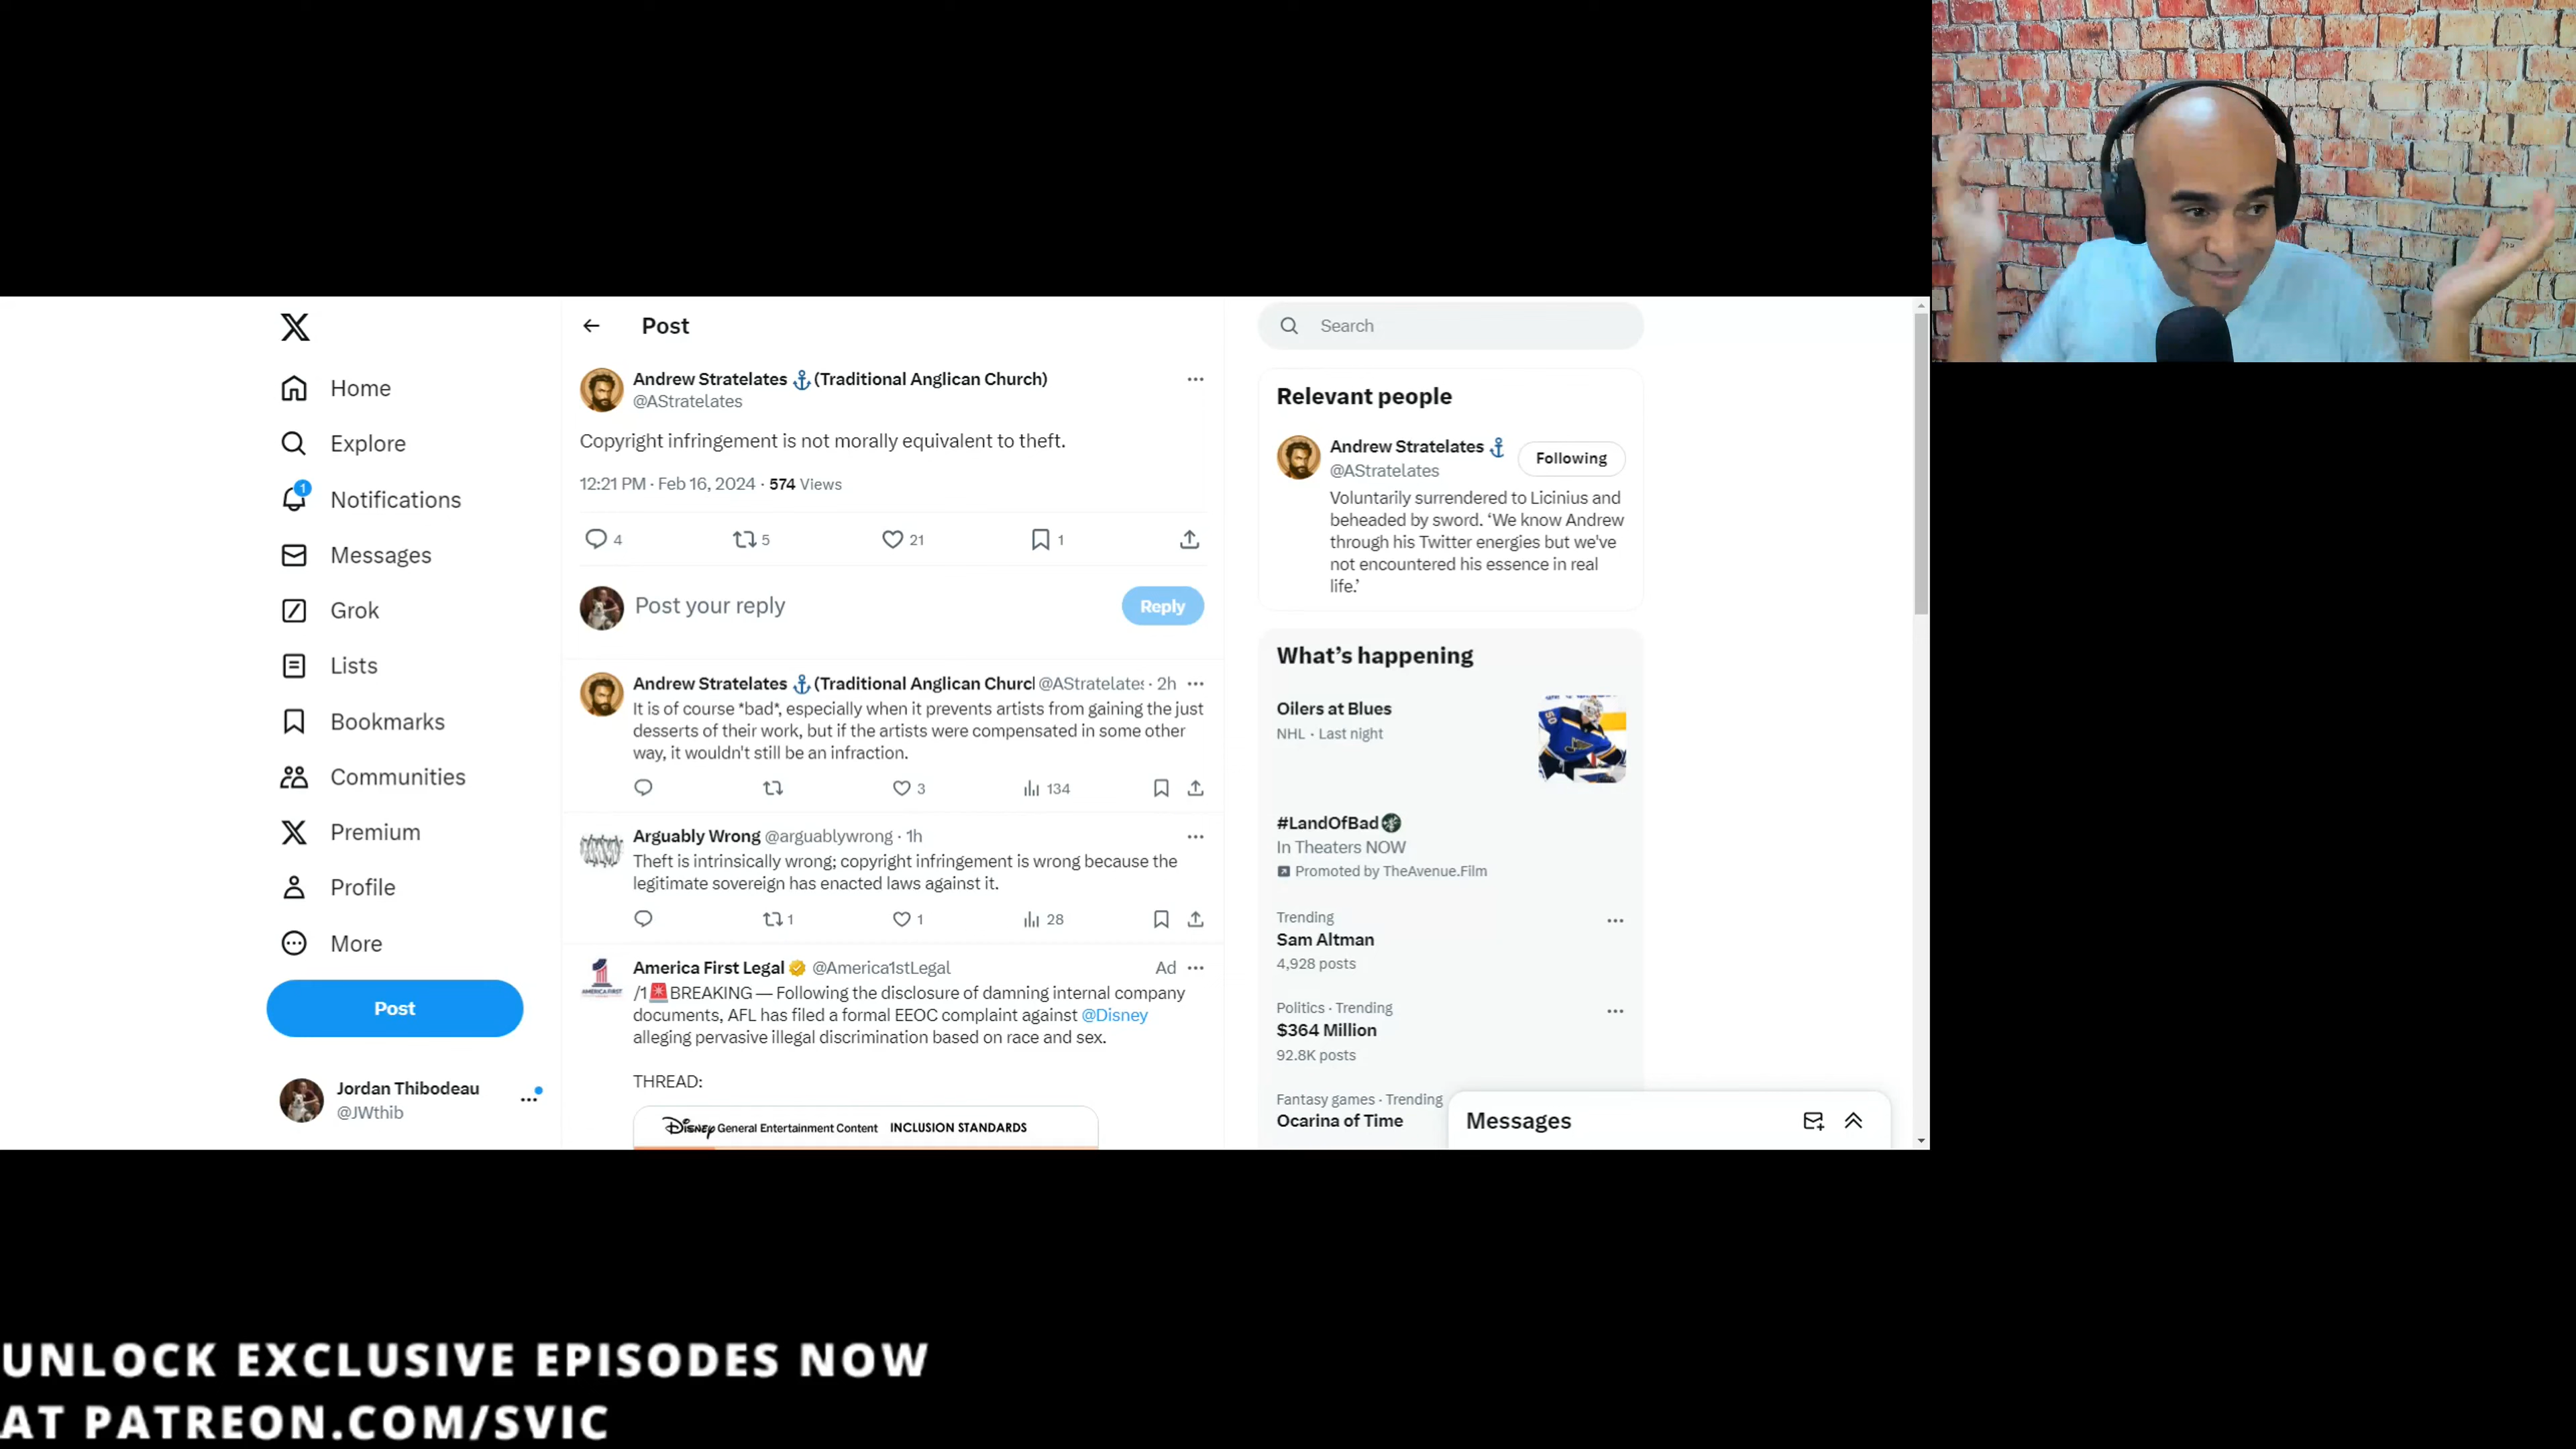 Home
Explore
1
Notifications
Messages
Grok
Lists
Bookmarks
Communities
Premium
Profile
More
Post
Jordan Thibodeau
@JWthib
Post
Andrew Stratelates ⚓(Traditional Anglican Church)
@AStratelates
Copyright infringement is not morally equivalent to theft.
12:21 PM · Feb 16, 2024 · 574 Views
4 5 21 1
Post your reply
Reply
Andrew Stratelates ⚓(Traditional Anglican Churcl @AStratelates · 2h
It is of course *bad*, especially when it prevents artists from gaining the just
desserts of their work, but if the artists were compensated in some other
way, it wouldn't still be an infraction.
3 134
Arguably Wrong @arguablywrong · 1h
Theft is intrinsically wrong; copyright infringement is wrong because the
legitimate sovereign has enacted laws against it.
1 1 28
America First Legal @America1stLegal Ad
/1🚨BREAKING — Following the disclosure of damning internal company
documents, AFL has filed a formal EEOC complaint against @Disney
alleging pervasive illegal discrimination based on race and sex.
THREAD:
Disney General Entertainment Content INCLUSION STANDARDS
Search
Relevant people
Andrew Stratelates ⚓
Following
@AStratelates
Voluntarily surrendered to Licinius and
beheaded by sword. ‘We know Andrew
through his Twitter energies but we've
not encountered his essence in real
life.’
What’s happening
Oilers at Blues
NHL · Last night
50
#LandOfBad
In Theaters NOW
Promoted by TheAvenue.Film
Trending
Sam Altman
4,928 posts
Politics · Trending
$364 Million
92.8K posts
Fantasy games · Trending
Ocarina of Time
Messages
UNLOCK EXCLUSIVE EPISODES NOW
AT PATREON.COM/SVIC